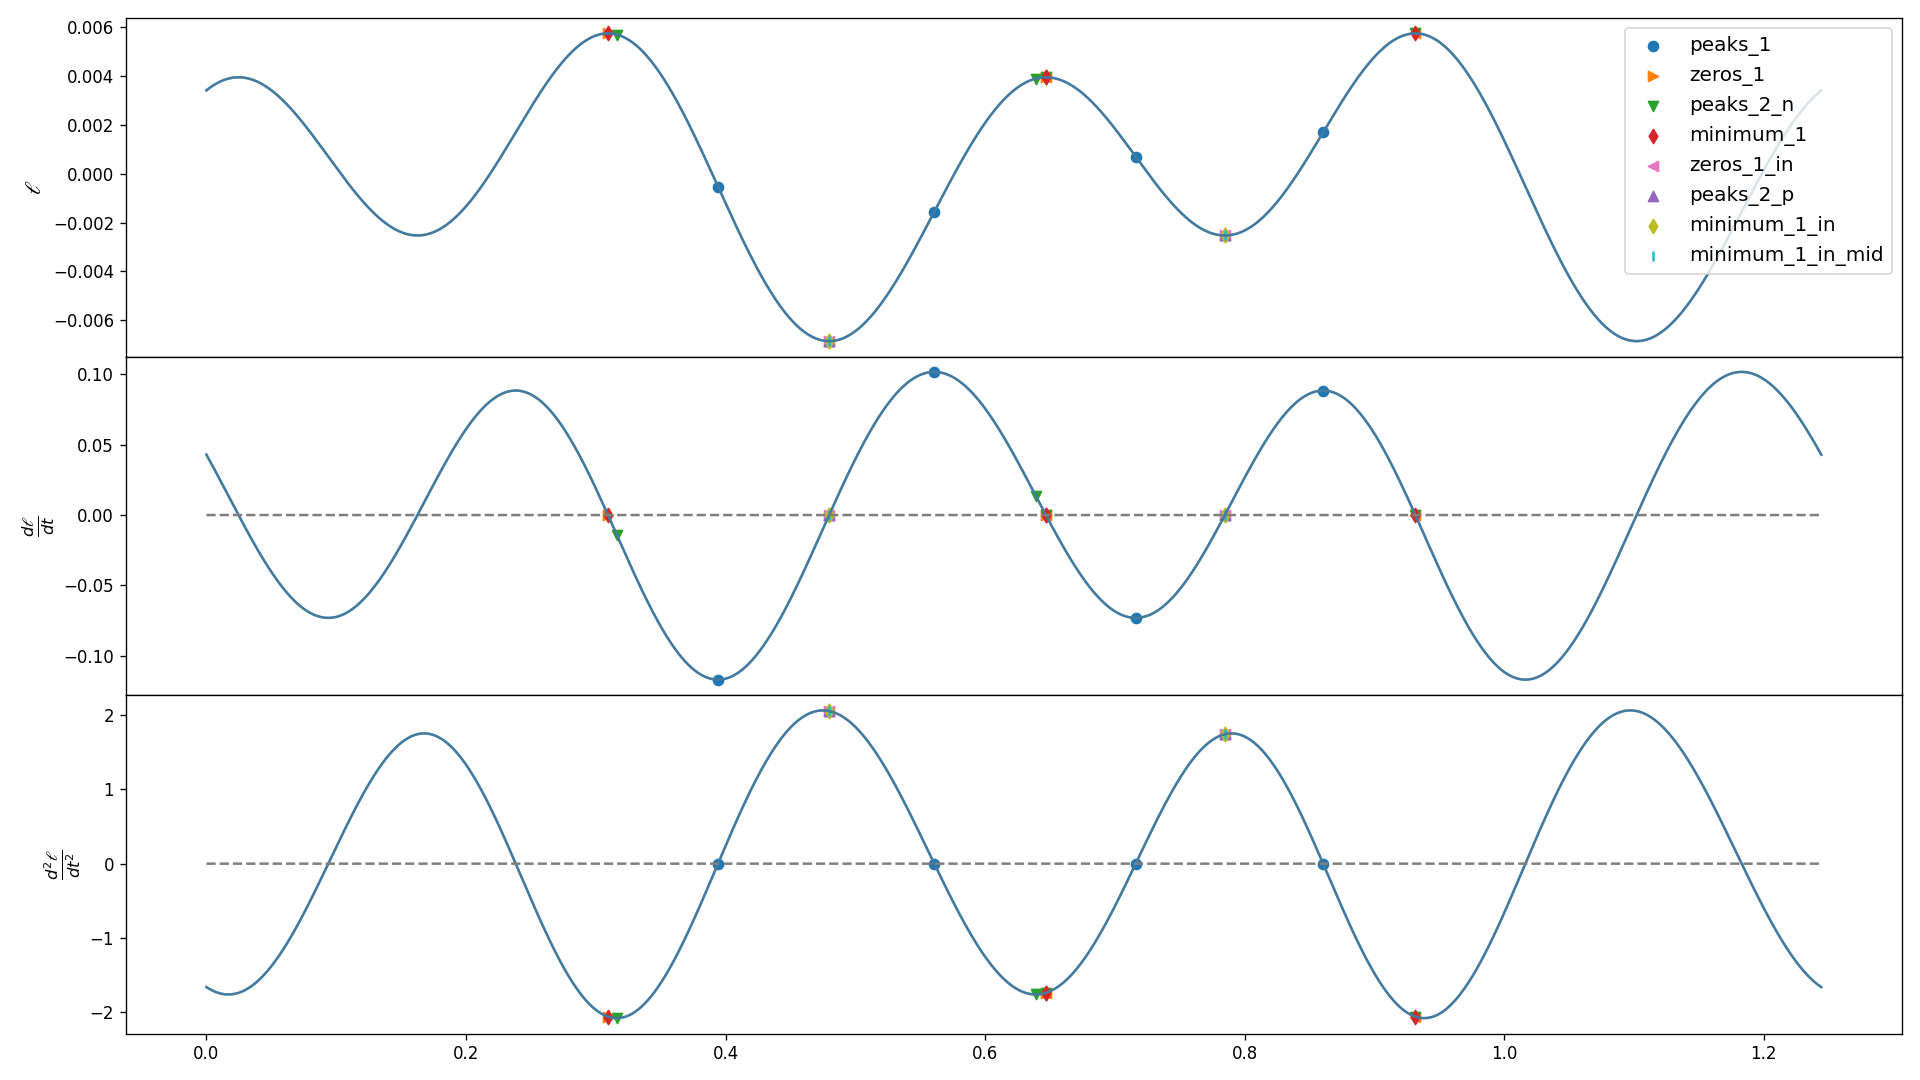 0.006
0.004
0.002
0.000
−0.002
−0.004
−0.006
ℓ
peaks_1
zeros_1
peaks_2_n
minimum_1
zeros_1_in
peaks_2_p
minimum_1_in
minimum_1_in_mid
0.10
0.05
0.00
−0.05
−0.10
dℓ
dt
2
1
0
−1
−2
d²ℓ
dt²
0.0 0.2 0.4 0.6 0.8 1.0 1.2